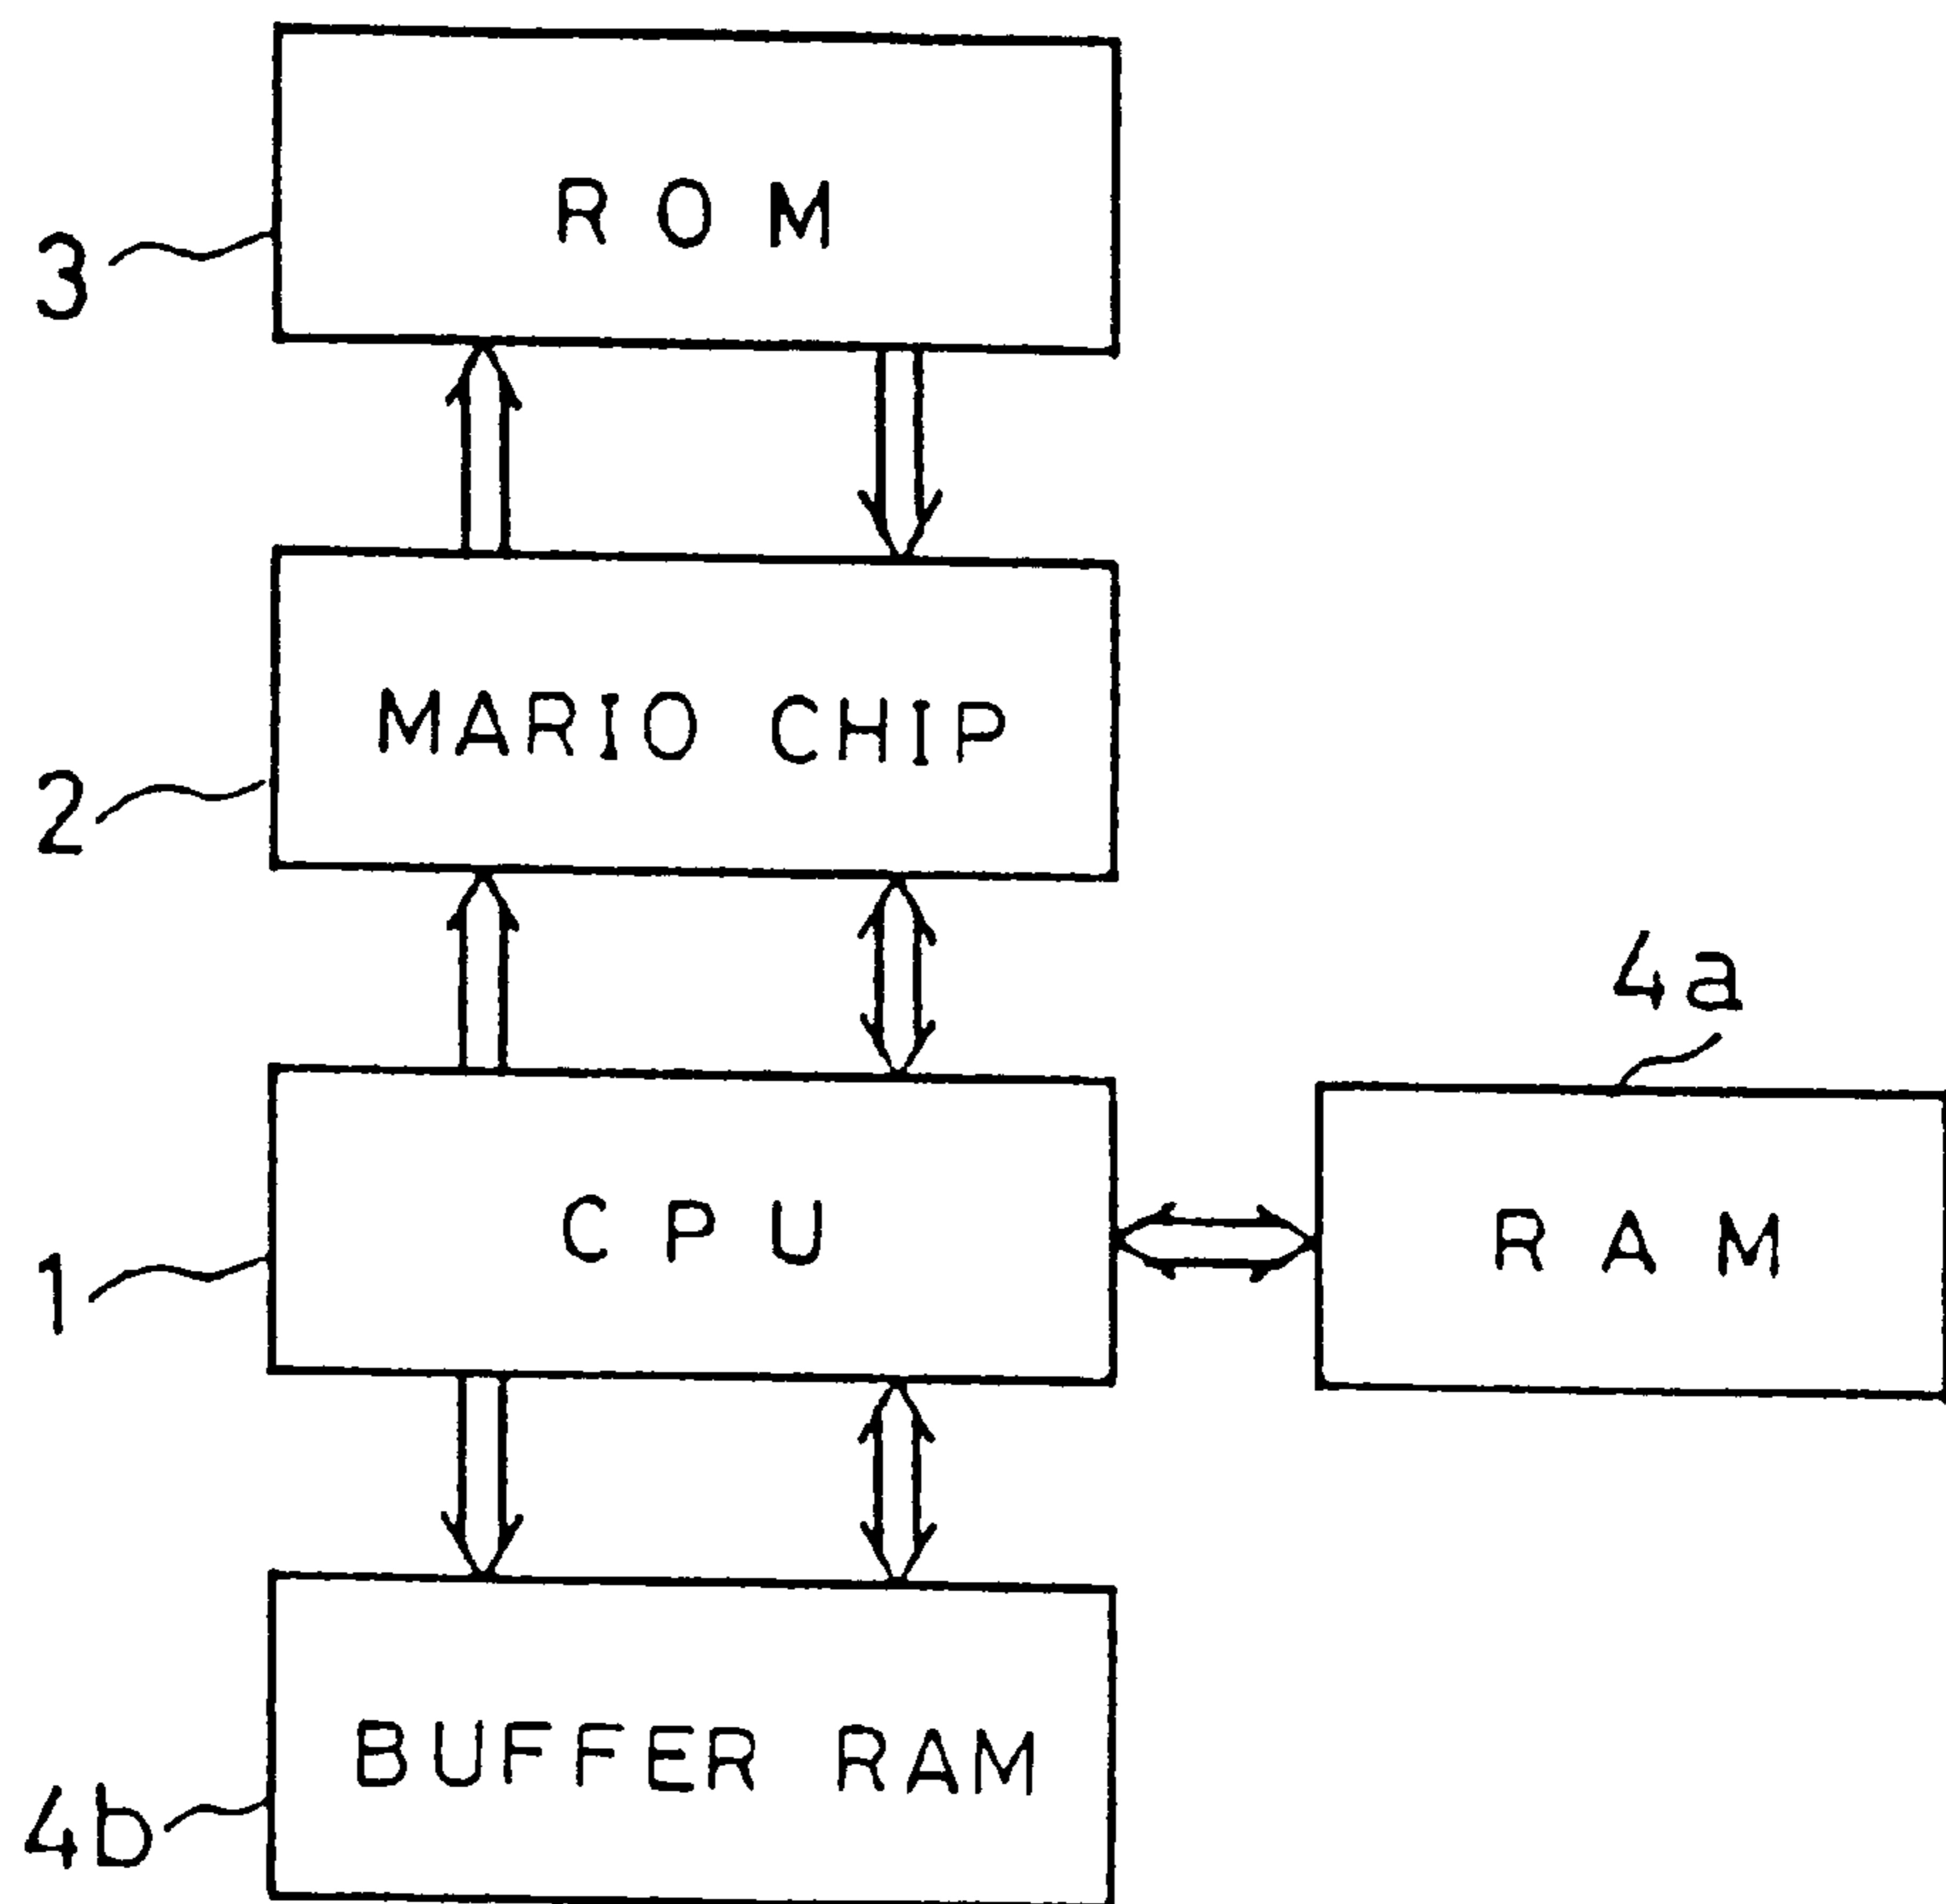 ROM
3
MARIO CHIP
2
4a
CPU
RAM
1
BUFFER RAM
4b